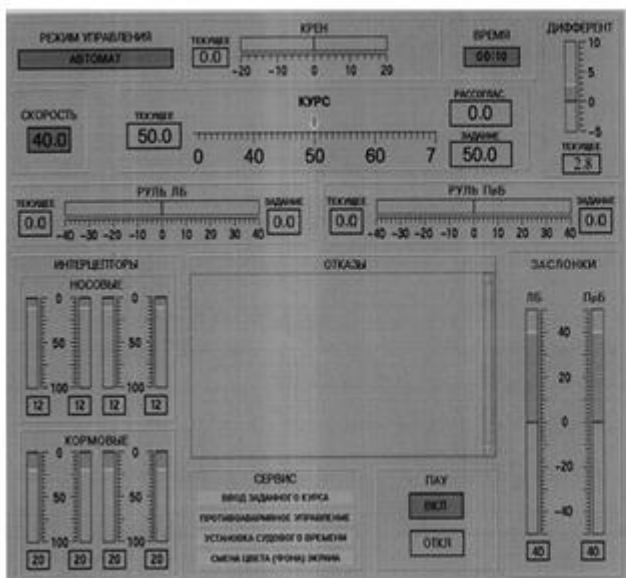 РЕЖИМ УПРАВЛЕНИЯ
АВТОМАТ
КРЕН
ТЕКУЩЕЕ
0.0
-20 -10 0 10 20
ВРЕМЯ
00:10
ДИФФЕРЕНТ
10
5
0
-5
ТЕКУЩЕЕ
2.8
СКОРОСТЬ
40.0
КУРС
ТЕКУЩЕЕ
50.0
0 40 50 60 7
РАССОГЛАС.
0.0
ЗАДАНИЕ
50.0
РУЛЬ ЛБ
ТЕКУЩЕЕ
0.0
-40 -30 -20 -10 0 10 20 30 40
ЗАДАНИЕ
0.0
РУЛЬ ПрБ
ТЕКУЩЕЕ
0.0
-40 -30 -20 -10 0 10 20 30 40
ЗАДАНИЕ
0.0
ИНТЕРЦЕПТОРЫ
НОСОВЫЕ
0 0
50 50
100 100
12 12 12 12
КОРМОВЫЕ
0 0
50 50
100 100
20 20 20 20
ОТКАЗЫ
СЕРВИС
ВВОД ЗАДАННОГО КУРСА
ПРОТИВОАВАРИЙНОЕ УПРАВЛЕНИЕ
УСТАНОВКА СУДОВОГО ВРЕМЕНИ
СМЕНА ЦВЕТА (ФОНА) ЭКРАНА
ПАУ
ВКЛ
ОТКЛ
ЗАСЛОНКИ
ЛБ ПрБ
40
20
0
-20
-40
40 40